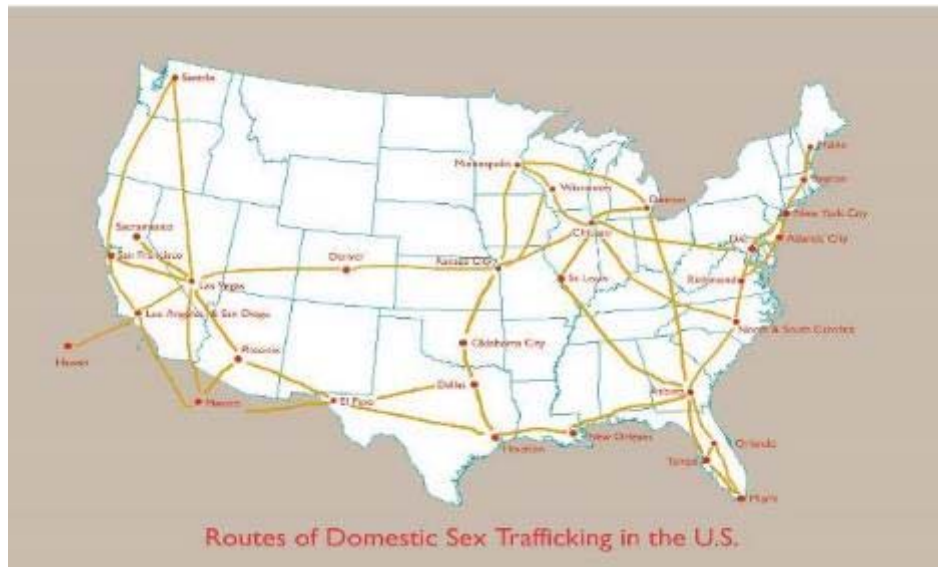 Seattle
Minneapolis
Maine
Wisconsin
Boston
Detroit
New York City
Sacramento
Chicago
D.C.
Atlantic City
San Francisco
Denver
Kansas City
Las Vegas
St. Louis
Richmond
Los Angeles & San Diego
North & South Carolina
Phoenix
Oklahoma City
Hawaii
Dallas
Mexico
El Paso
Atlanta
Houston
New Orleans
Orlando
Tampa
Miami
Routes of Domestic Sex Trafficking in the U.S.